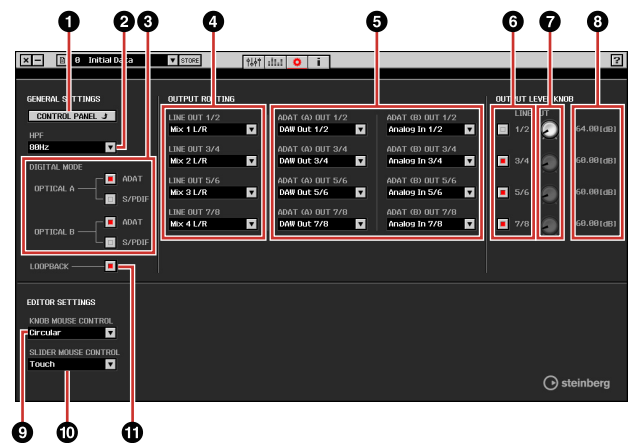 1 2 3 4 5 6 7 8
0 Initial Data STORE i ?
GENERAL SETTINGS
CONTROL PANEL
HPF
80Hz
DIGITAL MODE
OPTICAL A
ADAT
S/PDIF
OPTICAL B
ADAT
S/PDIF
LOOPBACK
OUTPUT ROUTING
LINE OUT 1/2
Mix 1 L/R
LINE OUT 3/4
Mix 2 L/R
LINE OUT 5/6
Mix 3 L/R
LINE OUT 7/8
Mix 4 L/R
ADAT (A) OUT 1/2
DAW Out 1/2
ADAT (A) OUT 3/4
DAW Out 3/4
ADAT (A) OUT 5/6
DAW Out 5/6
ADAT (A) OUT 7/8
DAW Out 7/8
ADAT (B) OUT 1/2
Analog In 1/2
ADAT (B) OUT 3/4
Analog In 3/4
ADAT (B) OUT 5/6
Analog In 5/6
ADAT (B) OUT 7/8
Analog In 7/8
OUTPUT LEVEL KNOB
LINE OUT
1/2 -64.00[dB]
3/4 -60.00[dB]
5/6 -60.00[dB]
7/8 -60.00[dB]
EDITOR SETTINGS
KNOB MOUSE CONTROL
Circular
SLIDER MOUSE CONTROL
Touch
steinberg
9 10 11